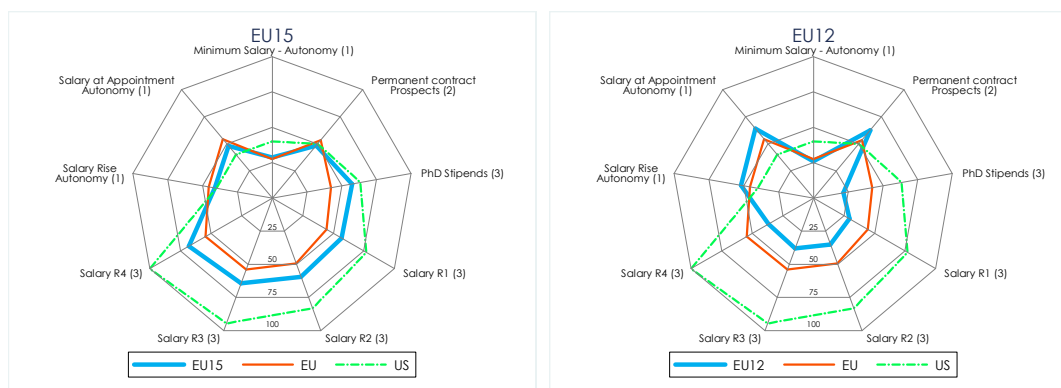 EU15
Minimum Salary - Autonomy (1)
Permanent contract
Prospects (2)
PhD Stipends (3)
Salary R1 (3)
Salary R2 (3)
Salary R3 (3)
Salary R4 (3)
Salary Rise
Autonomy (1)
Salary at Appointment
Autonomy (1)
25
50
75
100
EU15 EU US
EU12
Minimum Salary - Autonomy (1)
Permanent contract
Prospects (2)
PhD Stipends (3)
Salary R1 (3)
Salary R2 (3)
Salary R3 (3)
Salary R4 (3)
Salary Rise
Autonomy (1)
Salary at Appointment
Autonomy (1)
25
50
75
100
EU12 EU US